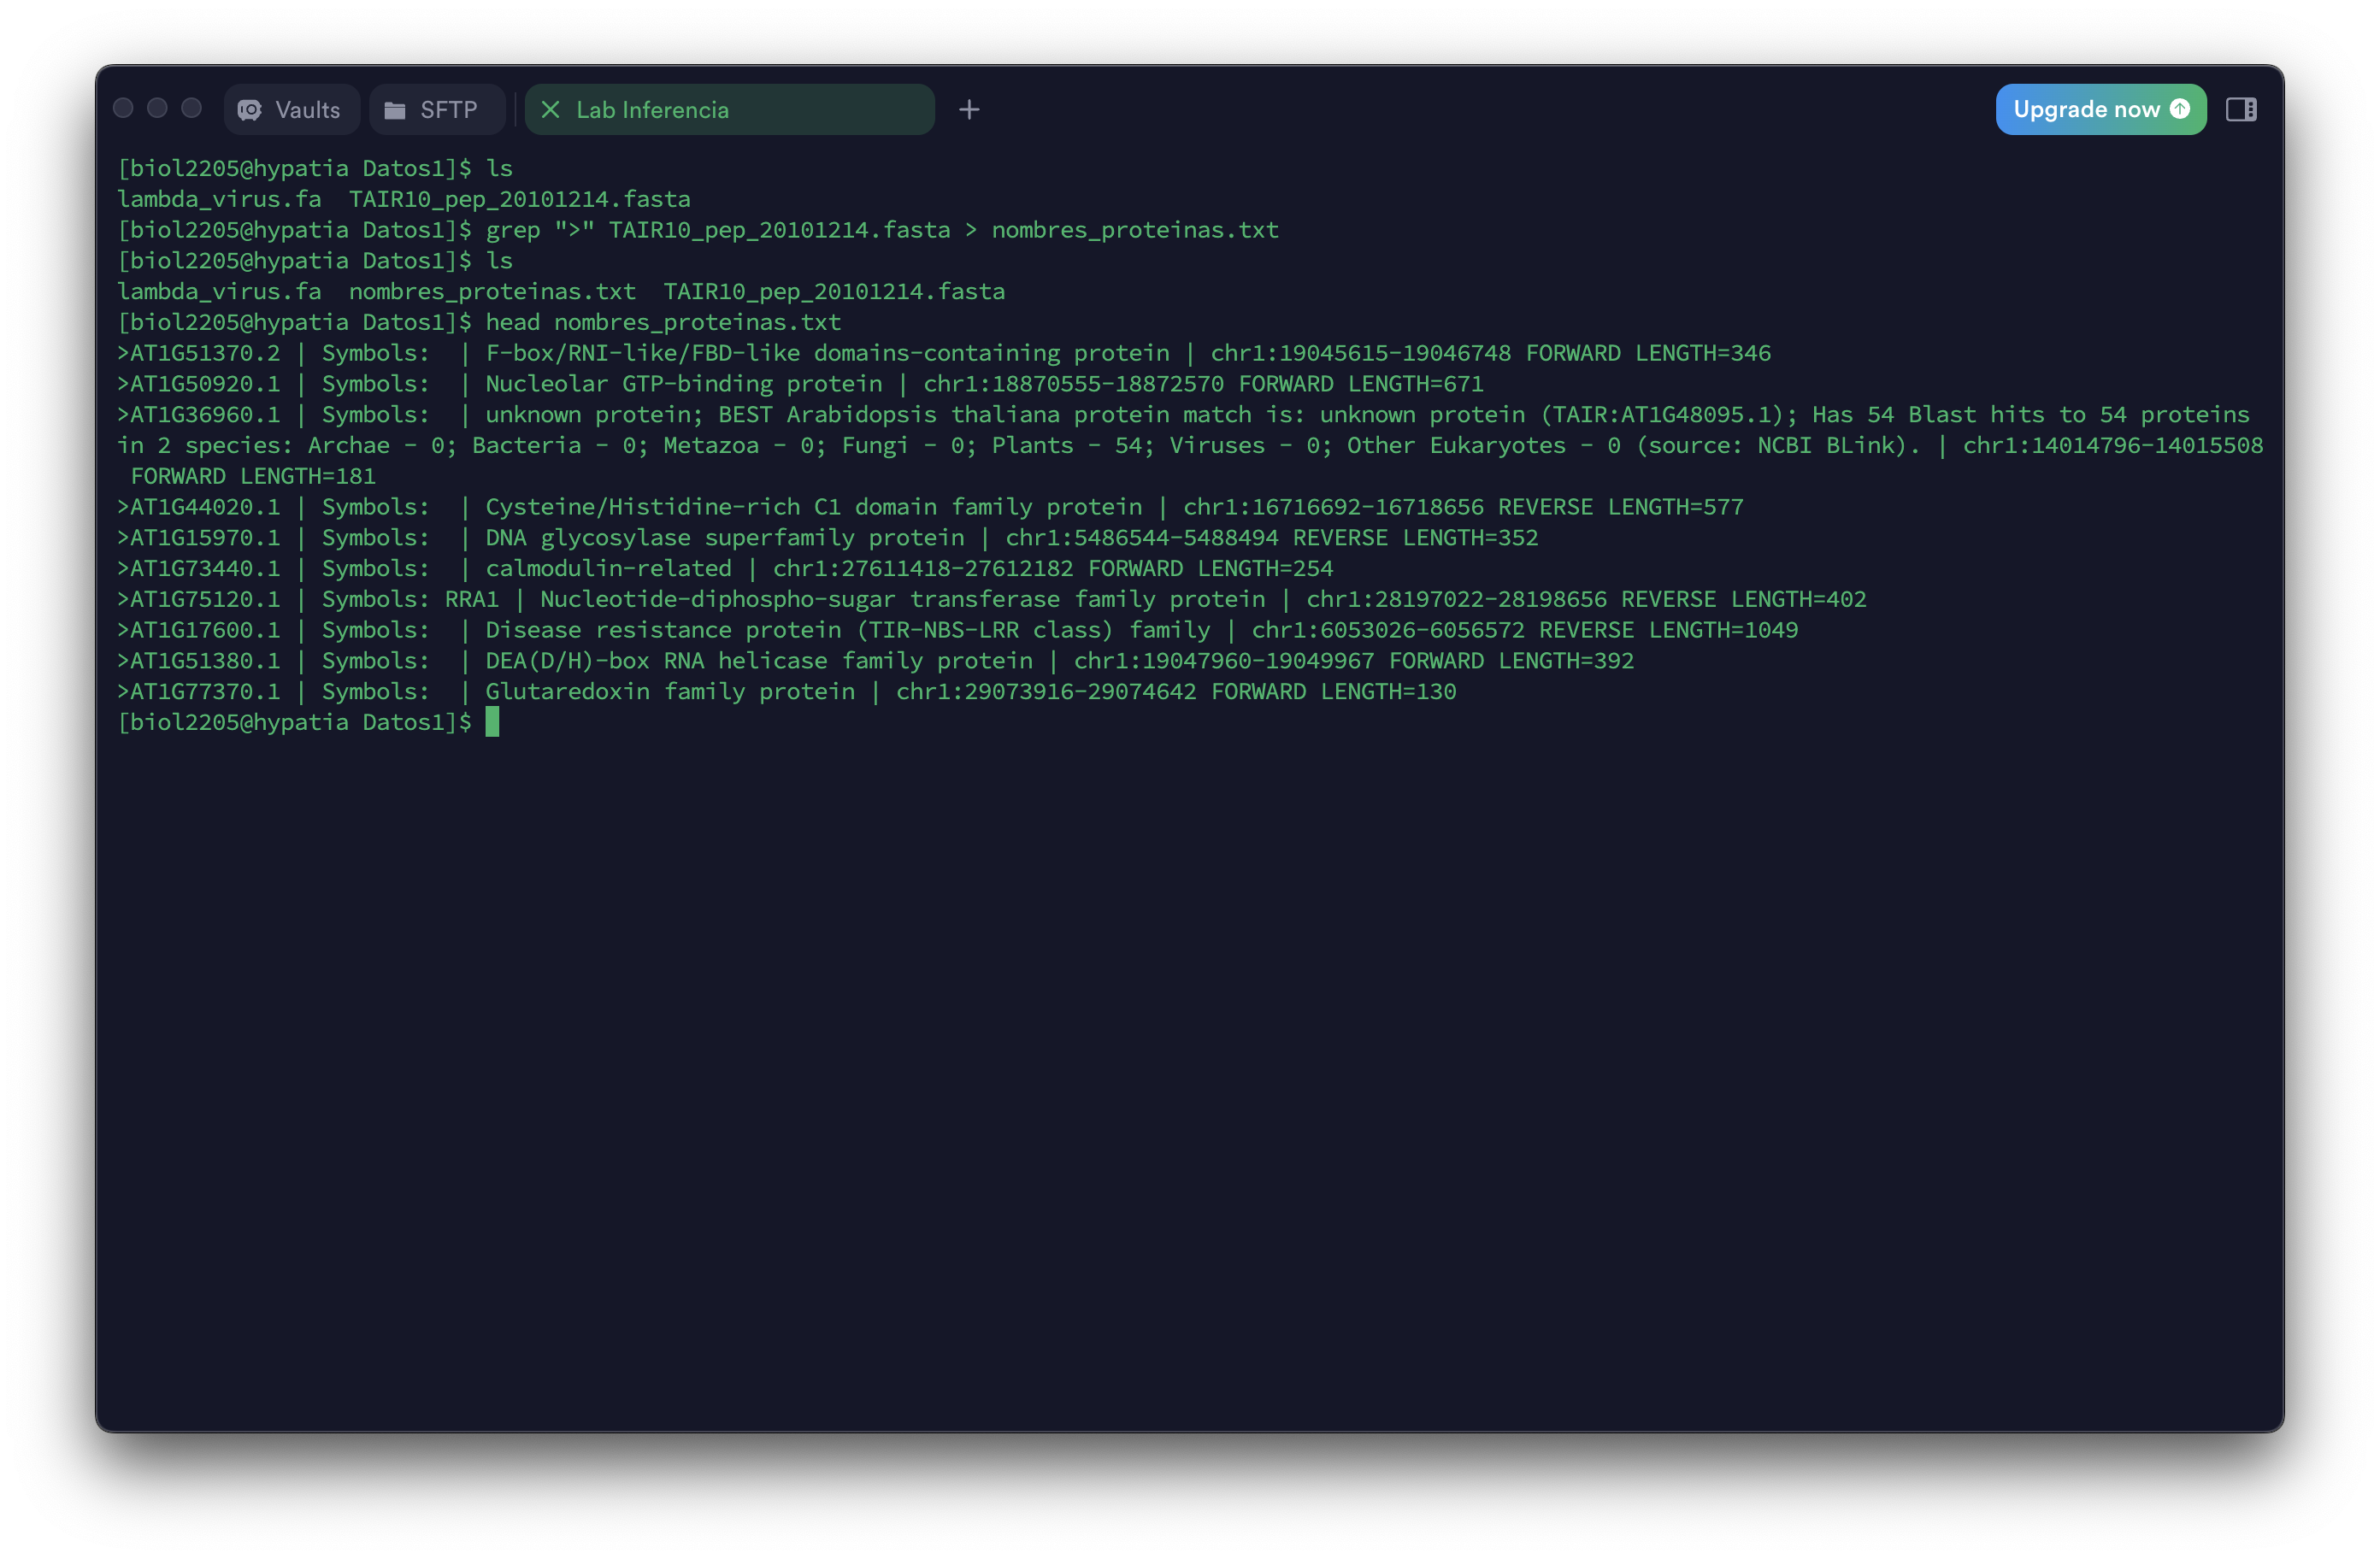 Vaults SFTP Lab Inferencia Upgrade now
[biol2205@hypatia Datos1]$ ls
lambda_virus.fa  TAIR10_pep_20101214.fasta
[biol2205@hypatia Datos1]$ grep ">" TAIR10_pep_20101214.fasta > nombres_proteinas.txt
[biol2205@hypatia Datos1]$ ls
lambda_virus.fa  nombres_proteinas.txt  TAIR10_pep_20101214.fasta
[biol2205@hypatia Datos1]$ head nombres_proteinas.txt
>AT1G51370.2 | Symbols:  | F-box/RNI-like/FBD-like domains-containing protein | chr1:19045615-19046748 FORWARD LENGTH=346
>AT1G50920.1 | Symbols:  | Nucleolar GTP-binding protein | chr1:18870555-18872570 FORWARD LENGTH=671
>AT1G36960.1 | Symbols:  | unknown protein; BEST Arabidopsis thaliana protein match is: unknown protein (TAIR:AT1G48095.1); Has 54 Blast hits to 54 proteins
in 2 species: Archae - 0; Bacteria - 0; Metazoa - 0; Fungi - 0; Plants - 54; Viruses - 0; Other Eukaryotes - 0 (source: NCBI BLink). | chr1:14014796-14015508
 FORWARD LENGTH=181
>AT1G44020.1 | Symbols:  | Cysteine/Histidine-rich C1 domain family protein | chr1:16716692-16718656 REVERSE LENGTH=577
>AT1G15970.1 | Symbols:  | DNA glycosylase superfamily protein | chr1:5486544-5488494 REVERSE LENGTH=352
>AT1G73440.1 | Symbols:  | calmodulin-related | chr1:27611418-27612182 FORWARD LENGTH=254
>AT1G75120.1 | Symbols: RRA1 | Nucleotide-diphospho-sugar transferase family protein | chr1:28197022-28198656 REVERSE LENGTH=402
>AT1G17600.1 | Symbols:  | Disease resistance protein (TIR-NBS-LRR class) family | chr1:6053026-6056572 REVERSE LENGTH=1049
>AT1G51380.1 | Symbols:  | DEA(D/H)-box RNA helicase family protein | chr1:19047960-19049967 FORWARD LENGTH=392
>AT1G77370.1 | Symbols:  | Glutaredoxin family protein | chr1:29073916-29074642 FORWARD LENGTH=130
[biol2205@hypatia Datos1]$